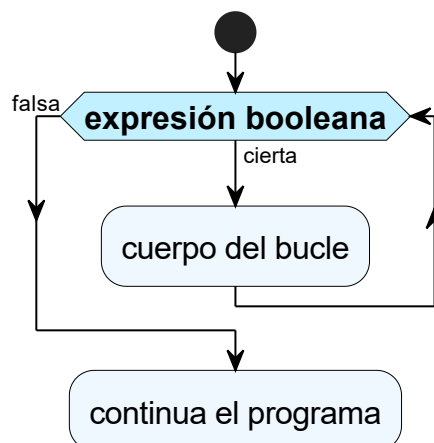 falsa
expresión booleana
cierta
cuerpo del bucle
continua el programa